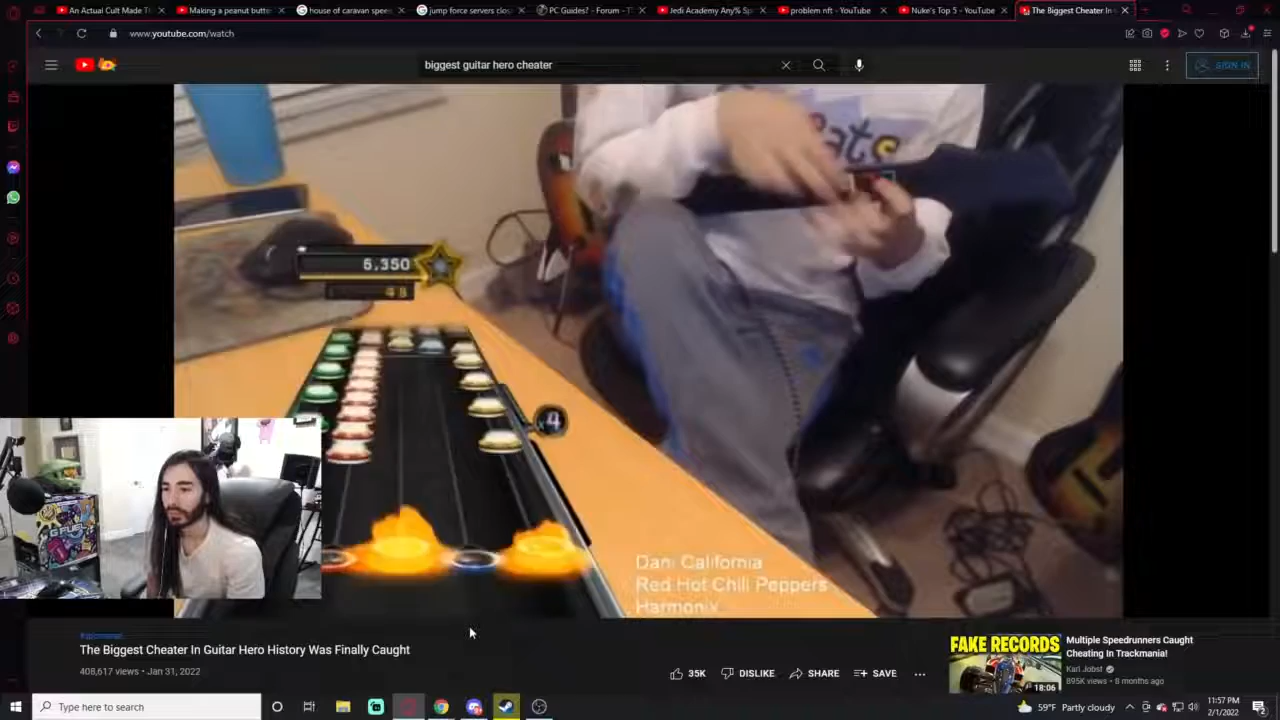 An Actual Cult Made T
Making a peanut butte
house of caravan spee
jump force servers clos
PC Guides? - Forum - Th
Jedi Academy Any% Sp
problem nft - YouTube
Nuke's Top 5 - YouTube
The Biggest Cheater In
www.youtube.com/watch
biggest guitar hero cheater
SIGN IN
6,350
48
4
Dani California
Red Hot Chili Peppers
Harmonix
G FUEL
The Biggest Cheater In Guitar Hero History Was Finally Caught
408,617 views • Jan 31, 2022
35K
DISLIKE
SHARE
SAVE
FAKE RECORDS
18:06
Multiple Speedrunners Caught
Cheating In Trackmania!
Karl Jobst
895K views • 8 months ago
Type here to search
59°F Partly cloudy
11:57 PM
2/1/2022